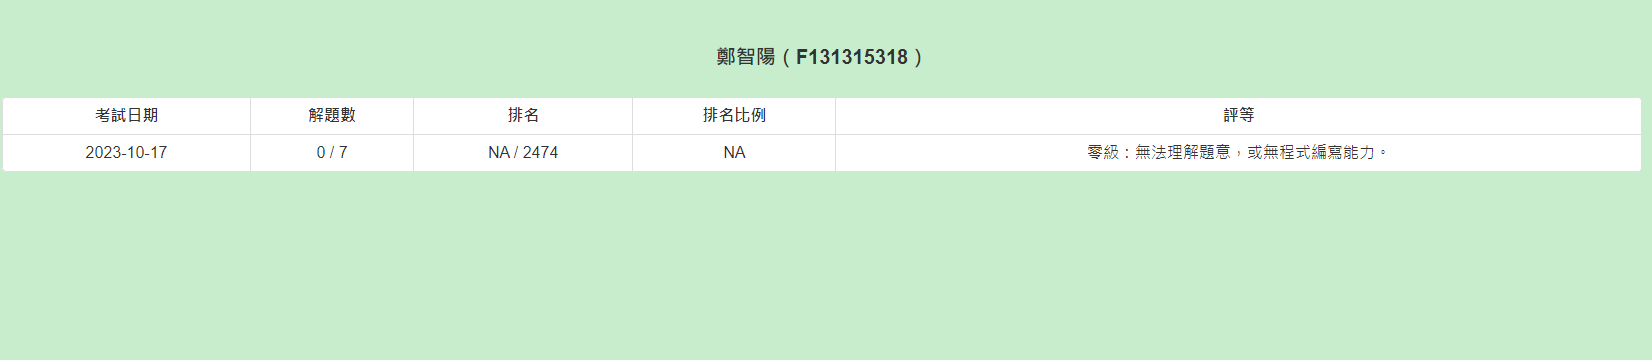 鄭智陽 ( F131315318 )
考試日期 解題數 排名 排名比例 評等
2023-10-17 0 / 7 NA / 2474 NA 零級：無法理解題意，或無程式編寫能力。